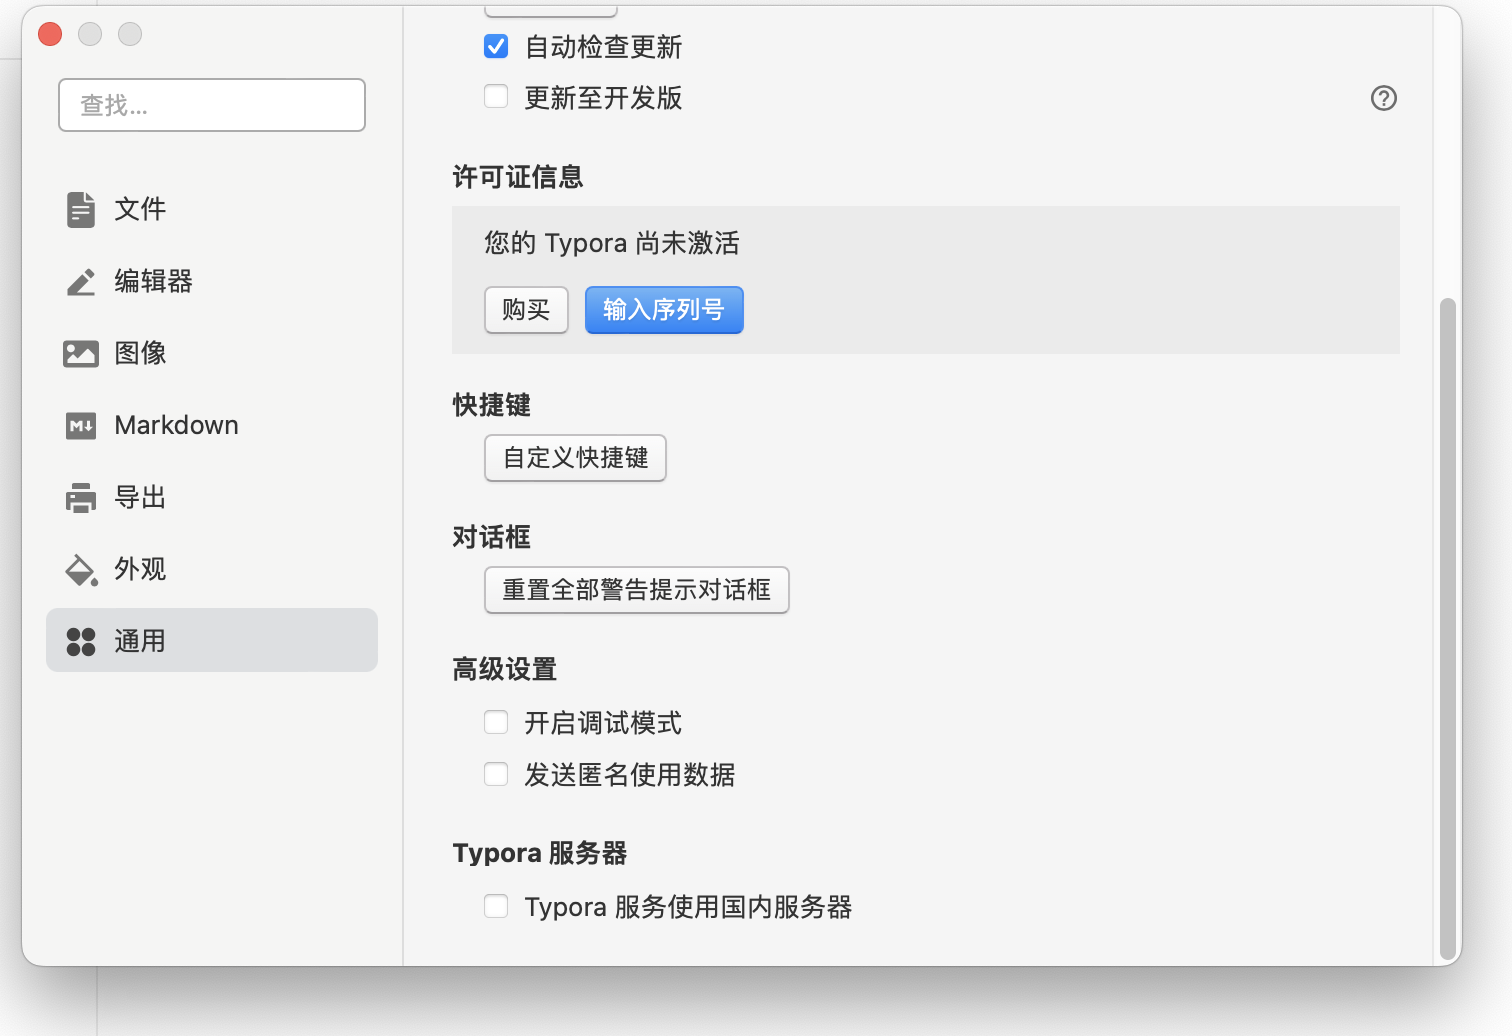 查找...
文件
编辑器
图像
Markdown
导出
外观
通用
自动检查更新
更新至开发版
许可证信息
您的 Typora 尚未激活
购买
输入序列号
快捷键
自定义快捷键
对话框
重置全部警告提示对话框
高级设置
开启调试模式
发送匿名使用数据
Typora 服务器
Typora 服务使用国内服务器